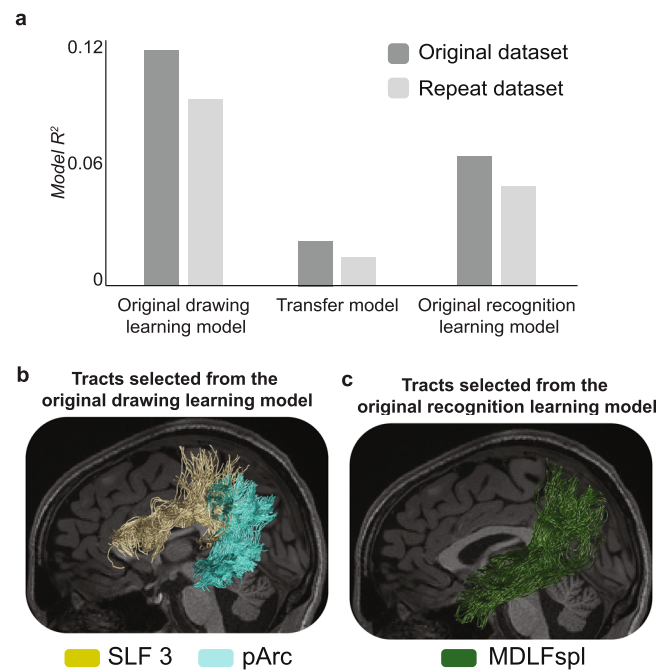 a
0.12
0.06
0
Model R²
Original dataset
Repeat dataset
Original drawing
learning model
Transfer model
Original recognition
learning model
b
Tracts selected from the
original drawing learning model
SLF 3
pArc
c
Tracts selected from the
original recognition learning model
MDLFspl